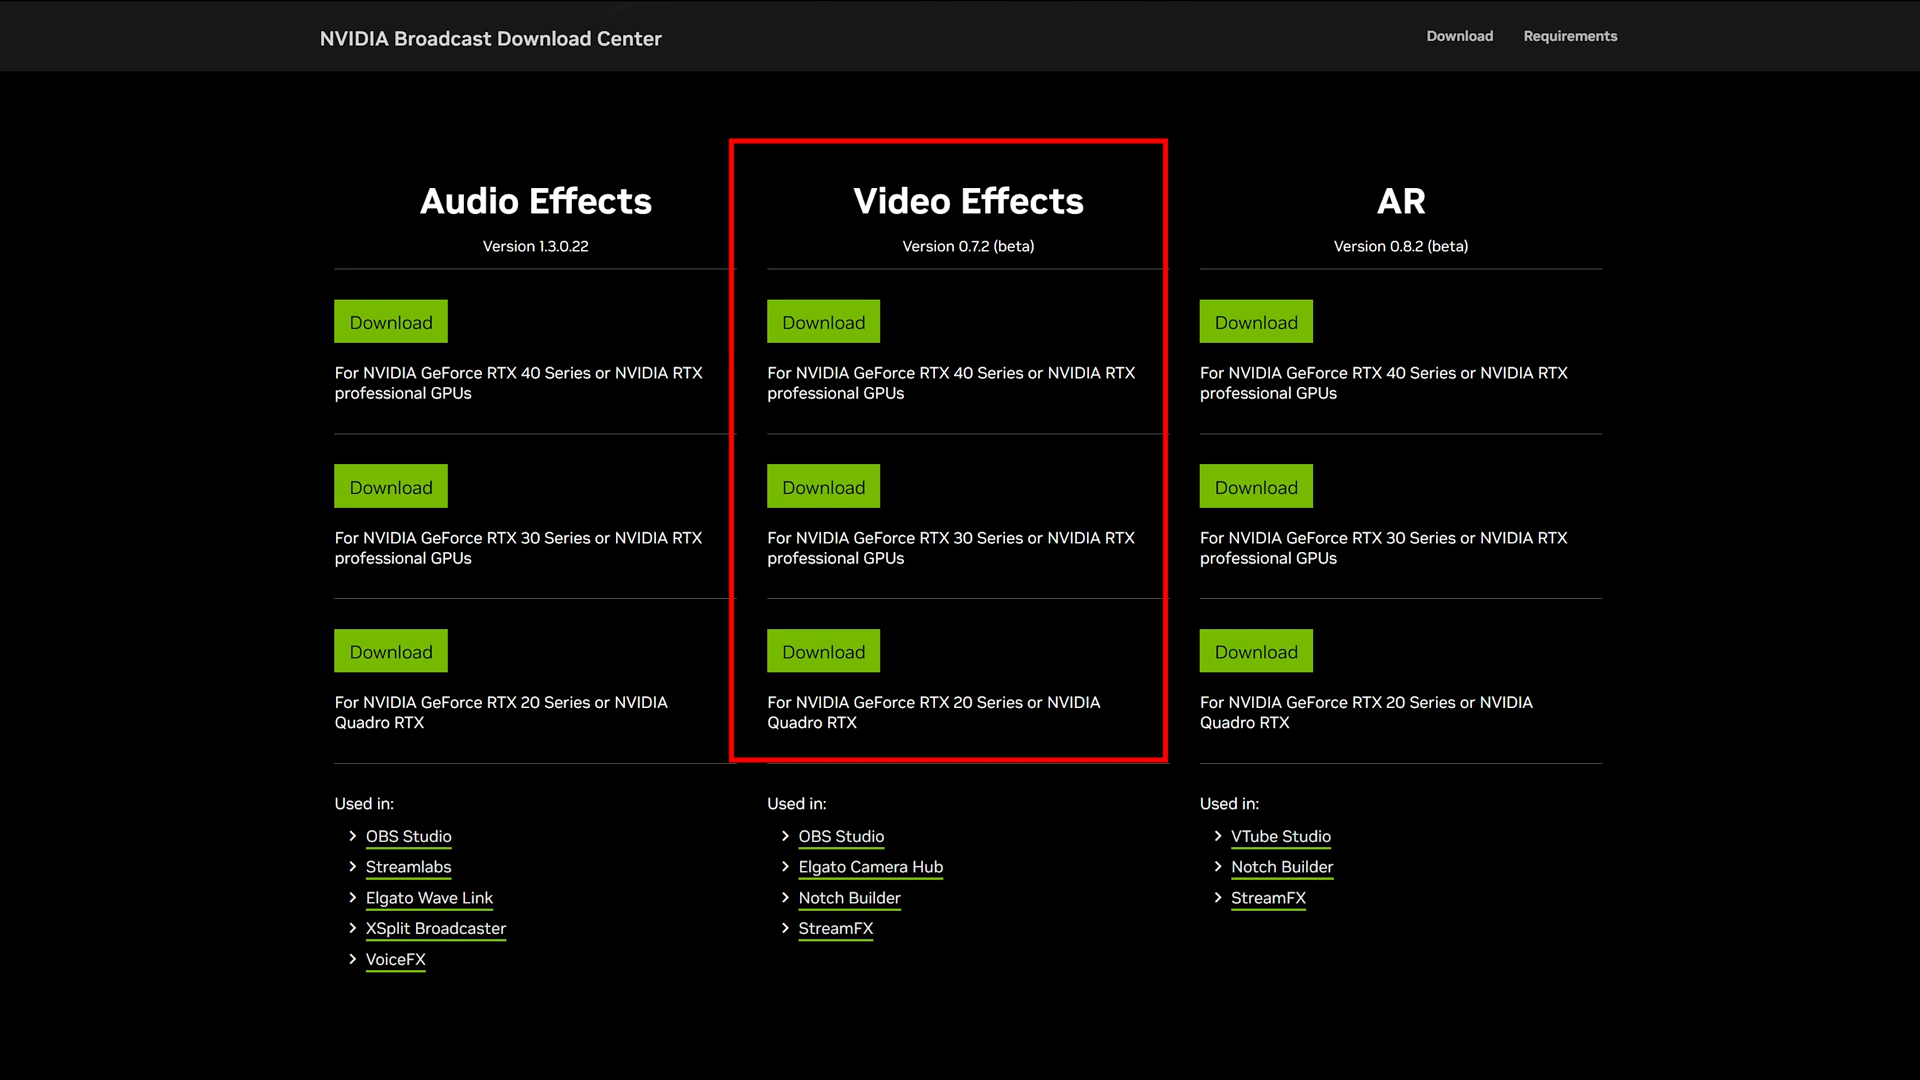 NVIDIA Broadcast Download Center
Download
Requirements
Audio Effects
Version 1.3.0.22
Download
For NVIDIA GeForce RTX 40 Series or NVIDIA RTX
professional GPUs
Download
For NVIDIA GeForce RTX 30 Series or NVIDIA RTX
professional GPUs
Download
For NVIDIA GeForce RTX 20 Series or NVIDIA
Quadro RTX
Used in:
OBS Studio
Streamlabs
Elgato Wave Link
XSplit Broadcaster
VoiceFX
Video Effects
Version 0.7.2 (beta)
Download
For NVIDIA GeForce RTX 40 Series or NVIDIA RTX
professional GPUs
Download
For NVIDIA GeForce RTX 30 Series or NVIDIA RTX
professional GPUs
Download
For NVIDIA GeForce RTX 20 Series or NVIDIA
Quadro RTX
Used in:
OBS Studio
Elgato Camera Hub
Notch Builder
StreamFX
AR
Version 0.8.2 (beta)
Download
For NVIDIA GeForce RTX 40 Series or NVIDIA RTX
professional GPUs
Download
For NVIDIA GeForce RTX 30 Series or NVIDIA RTX
professional GPUs
Download
For NVIDIA GeForce RTX 20 Series or NVIDIA
Quadro RTX
Used in:
VTube Studio
Notch Builder
StreamFX